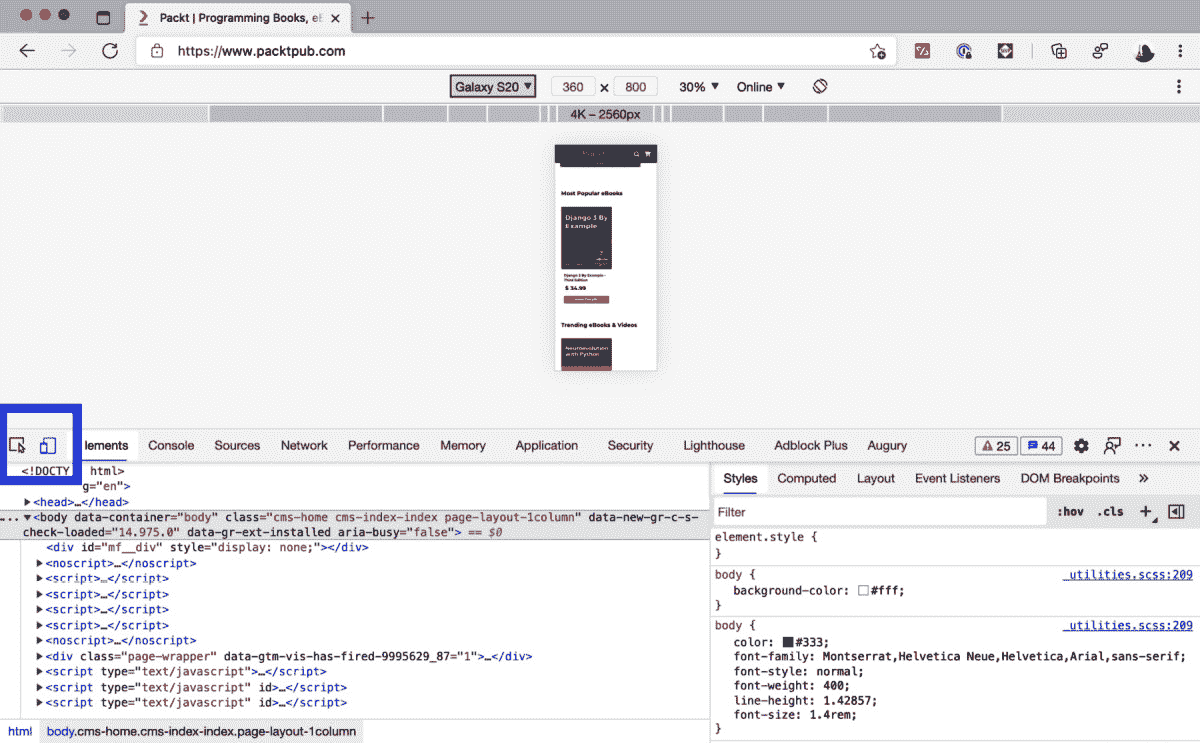 Packt | Programming Books, eB
https://www.packtpub.com
Galaxy S20 ▼ 360 x 800 30% ▼ Online ▼
4K – 2560px
Most Popular eBooks
Django 3 By
Example
Django 3 By Example -
Third Edition
$ 34.99
Trending eBooks & Videos
Neuroevolution
with Python
lements Console Sources Network Performance Memory Application Security Lighthouse Adblock Plus Augury 25 44
<!DOCTY html>
g="en">
▶<head>…</head>
...▼<body data-container="body" class="cms-home cms-index-index page-layout-1column" data-new-gr-c-s-
check-loaded="14.975.0" data-gr-ext-installed aria-busy="false"> == $0
<div id="mf__div" style="display: none;"></div>
▶<noscript>…</noscript>
▶<script>…</script>
▶<script>…</script>
▶<script>…</script>
▶<script>…</script>
▶<noscript>…</noscript>
▶<div class="page-wrapper" data-gtm-vis-has-fired-9995629_87="1">…</div>
▶<script type="text/javascript">…</script>
▶<script type="text/javascript" id>…</script>
▶<script type="text/javascript" id>…</script>
html body.cms-home.cms-index-index.page-layout-1column
Styles Computed Layout Event Listeners DOM Breakpoints »
Filter :hov .cls +
element.style {
}
body { _utilities.scss:209
background-color: #fff;
}
body { _utilities.scss:209
color: #333;
font-family: Montserrat,Helvetica Neue,Helvetica,Arial,sans-serif;
font-style: normal;
font-weight: 400;
line-height: 1.42857;
font-size: 1.4rem;
}